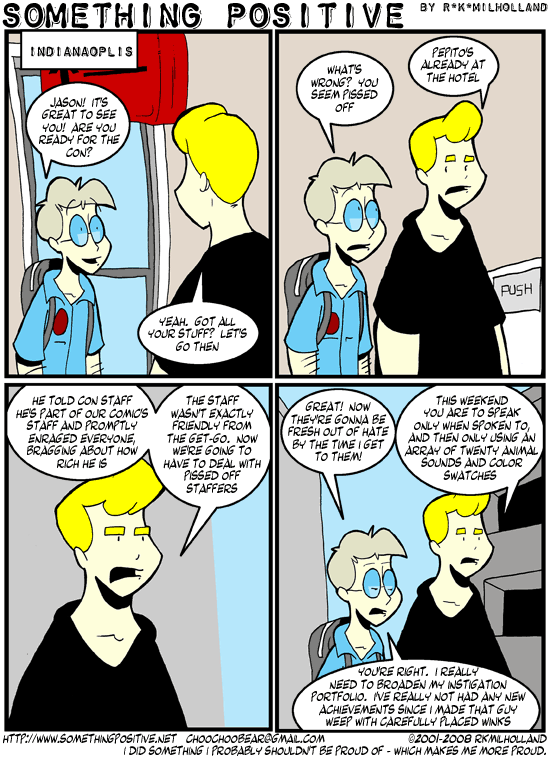 SOMETHING POSITIVE BY R*K*MILHOLLAND
INDIANAOPLIS
JASON! IT'S
GREAT TO SEE
YOU! ARE YOU
READY FOR THE
CON?
YEAH. GOT ALL
YOUR STUFF? LET'S
GO THEN
WHAT'S
WRONG? YOU
SEEM PISSED
OFF
PEPITO'S
ALREADY AT
THE HOTEL
PUSH
HE TOLD CON STAFF
HE'S PART OF OUR COMIC'S
STAFF AND PROMPTLY
ENRAGED EVERYONE,
BRAGGING ABOUT HOW
RICH HE IS
THE STAFF
WASN'T EXACTLY
FRIENDLY FROM
THE GET-GO. NOW
WE'RE GOING TO
HAVE TO DEAL WITH
PISSED OFF
STAFFERS
GREAT! NOW
THEY'RE GONNA BE
FRESH OUT OF HATE
BY THE TIME I GET
TO THEM!
THIS WEEKEND
YOU ARE TO SPEAK
ONLY WHEN SPOKEN TO,
AND THEN ONLY USING AN
ARRAY OF TWENTY ANIMAL
SOUNDS AND COLOR
SWATCHES
YOU'RE RIGHT. I REALLY
NEED TO BROADEN MY INSTIGATION
PORTFOLIO. I'VE REALLY NOT HAD ANY NEW
ACHIEVEMENTS SINCE I MADE THAT GUY
WEEP WITH CAREFULLY PLACED WINKS
HTTP://WWW.SOMETHINGPOSITIVE.NET CHOOCHOOBEAR@GMAIL.COM ©2001-2008 RKMILHOLLAND
I DID SOMETHING I PROBABLY SHOULDN'T BE PROUD OF - WHICH MAKES ME MORE PROUD.